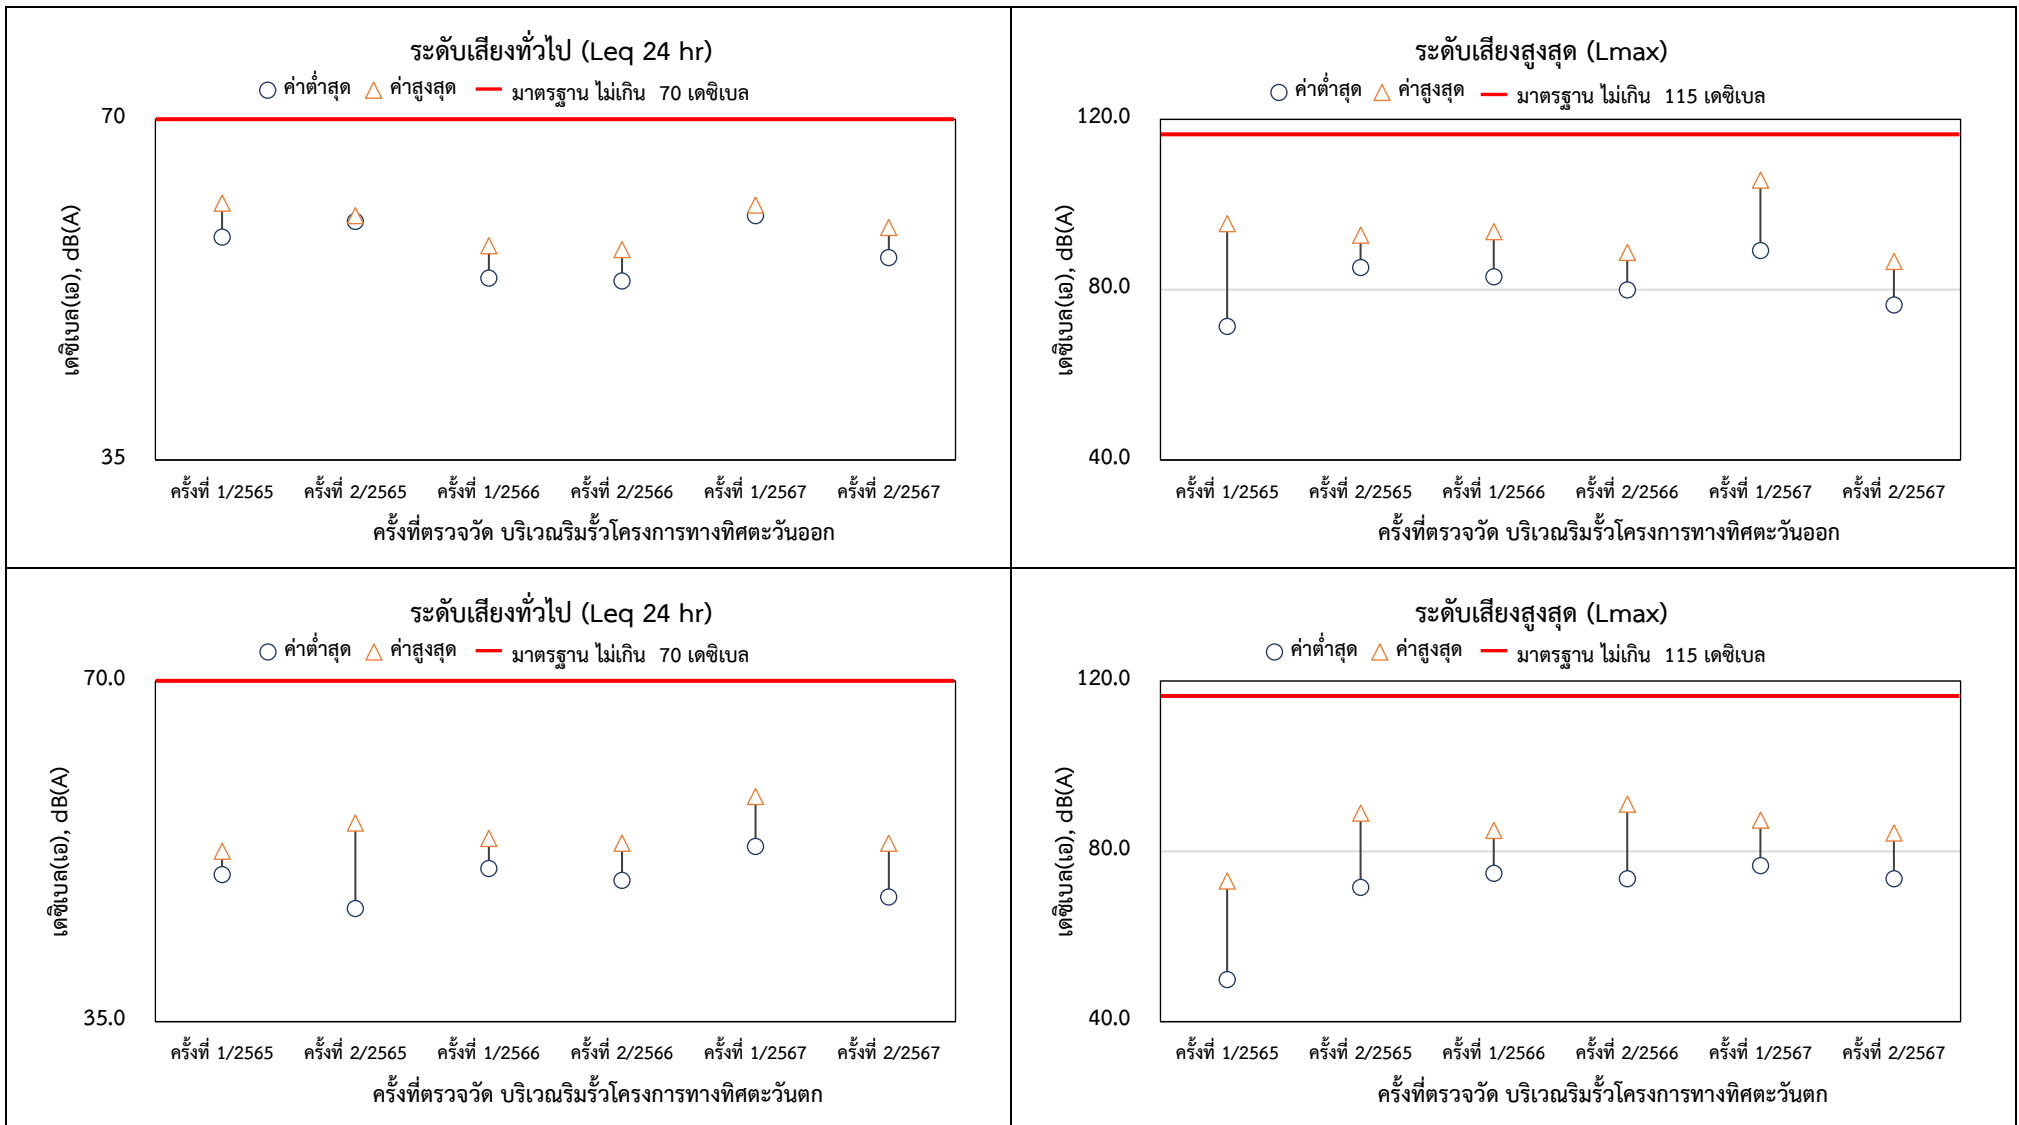 ระดับเสียงทั่วไป (Leq 24 hr)
ค่าต่ำสุด ค่าสูงสุด มาตรฐาน ไม่เกิน 70 เดซิเบล
70
35
เดซิเบล(เอ), dB(A)
ครั้งที่ 1/2565 ครั้งที่ 2/2565 ครั้งที่ 1/2566 ครั้งที่ 2/2566 ครั้งที่ 1/2567 ครั้งที่ 2/2567
ครั้งที่ตรวจวัด บริเวณริมรั้วโครงการทางทิศตะวันออก
ระดับเสียงสูงสุด (Lmax)
ค่าต่ำสุด ค่าสูงสุด มาตรฐาน ไม่เกิน 115 เดซิเบล
120.0
80.0
40.0
เดซิเบล(เอ), dB(A)
ครั้งที่ 1/2565 ครั้งที่ 2/2565 ครั้งที่ 1/2566 ครั้งที่ 2/2566 ครั้งที่ 1/2567 ครั้งที่ 2/2567
ครั้งที่ตรวจวัด บริเวณริมรั้วโครงการทางทิศตะวันออก
ระดับเสียงทั่วไป (Leq 24 hr)
ค่าต่ำสุด ค่าสูงสุด มาตรฐาน ไม่เกิน 70 เดซิเบล
70.0
35.0
เดซิเบล(เอ), dB(A)
ครั้งที่ 1/2565 ครั้งที่ 2/2565 ครั้งที่ 1/2566 ครั้งที่ 2/2566 ครั้งที่ 1/2567 ครั้งที่ 2/2567
ครั้งที่ตรวจวัด บริเวณริมรั้วโครงการทางทิศตะวันตก
ระดับเสียงสูงสุด (Lmax)
ค่าต่ำสุด ค่าสูงสุด มาตรฐาน ไม่เกิน 115 เดซิเบล
120.0
80.0
40.0
เดซิเบล(เอ), dB(A)
ครั้งที่ 1/2565 ครั้งที่ 2/2565 ครั้งที่ 1/2566 ครั้งที่ 2/2566 ครั้งที่ 1/2567 ครั้งที่ 2/2567
ครั้งที่ตรวจวัด บริเวณริมรั้วโครงการทางทิศตะวันตก